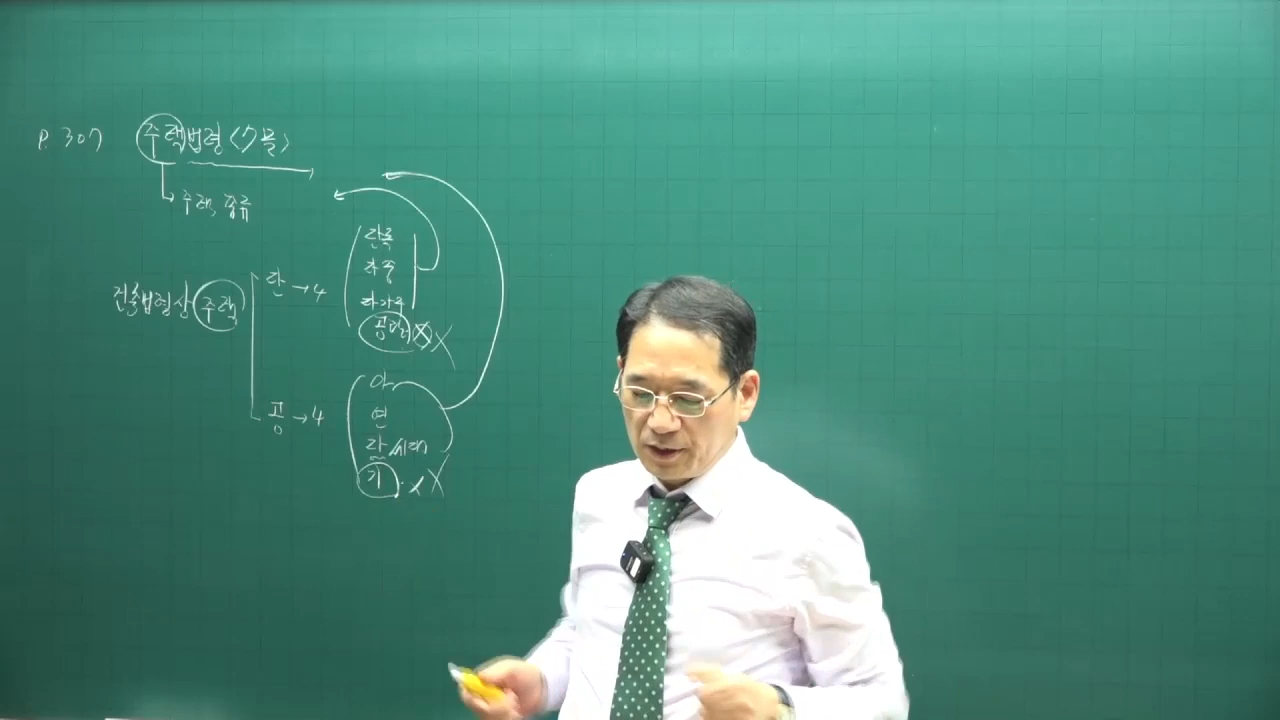 P. 307 주택법령<7문>
주택, 종류
단독
다중
건축법령상 주택 단→4 다가구
공관 X
아
공→4 연
다세대
기 X